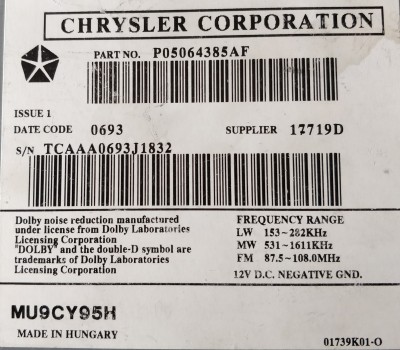 CHRYSLER CORPORATION
PART NO. P05064385AF
ISSUE 1
DATE CODE 0693 SUPPLIER 17719D
S/N TCAAA0693J1832
Dolby noise reduction manufactured
under license from Dolby Laboratories
Licensing Corporation
"DOLBY" and the double-D symbol are
trademarks of Dolby Laboratories
Licensing Corporation
FREQUENCY RANGE
LW 153~282KHz
MW 531~1611KHz
FM 87.5~108.0MHz
12V D.C. NEGATIVE GND.
MU9CY95H
MADE IN HUNGARY
01739K01-O